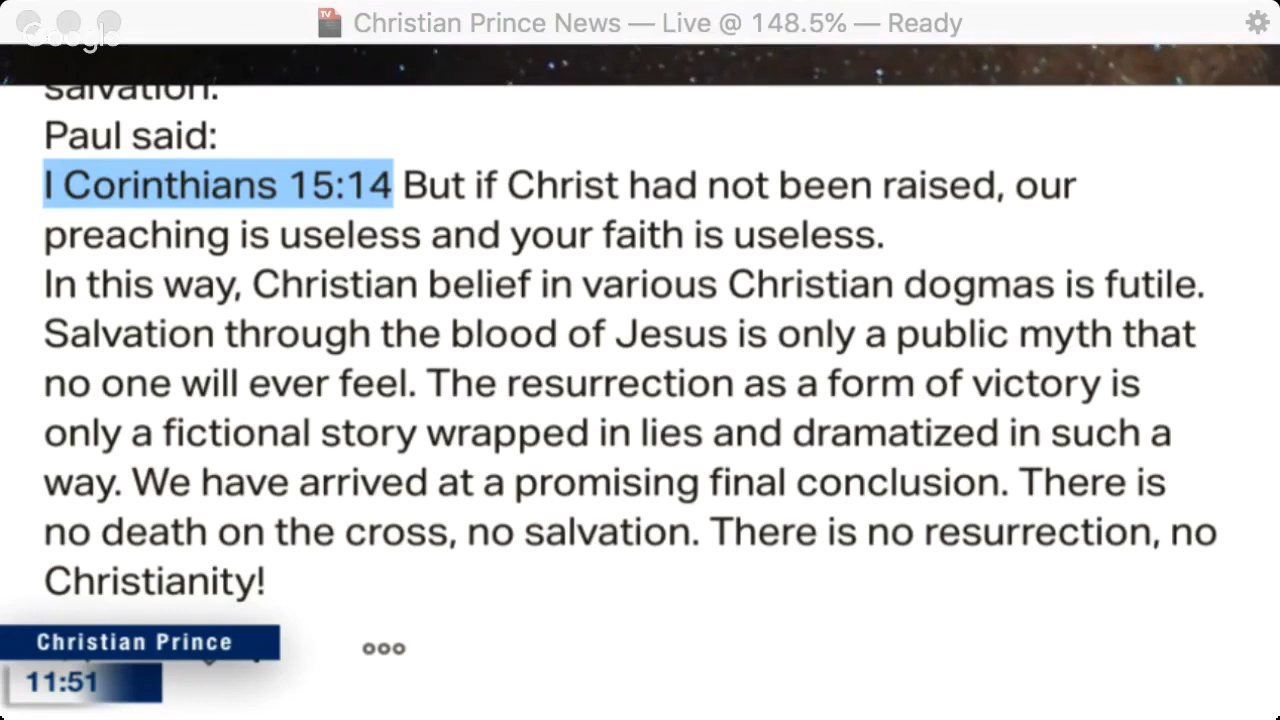 Christian Prince News — Live @ 148.5% — Ready
Google
salvation.
Paul said:
I Corinthians 15:14 But if Christ had not been raised, our
preaching is useless and your faith is useless.
In this way, Christian belief in various Christian dogmas is futile.
Salvation through the blood of Jesus is only a public myth that
no one will ever feel. The resurrection as a form of victory is
only a fictional story wrapped in lies and dramatized in such a
way. We have arrived at a promising final conclusion. There is
no death on the cross, no salvation. There is no resurrection, no
Christianity!
Christian Prince
11:51